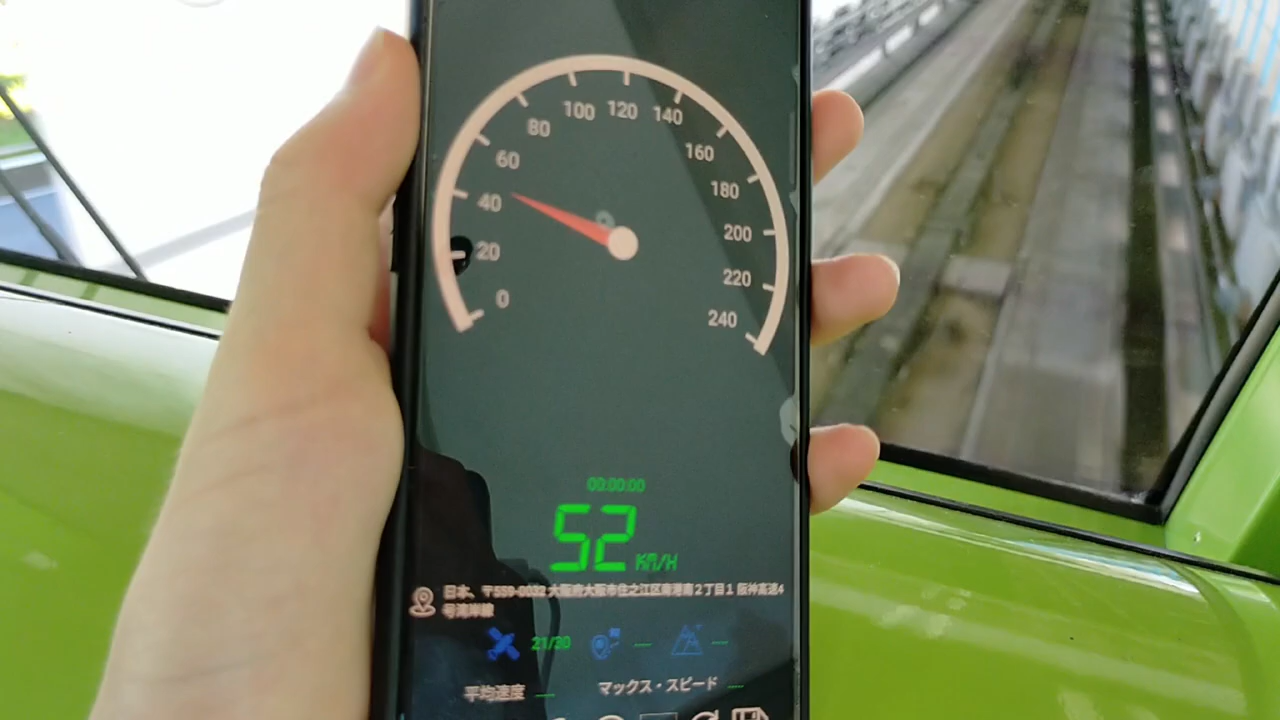 0
20
40
60
80
100
120
140
160
180
200
220
240
00:00:00
52 KM/H
日本、〒559-0032 大阪府大阪市住之江区南港南2丁目1 阪神高速4
号湾岸線
21/30 --- ---
平均速度 --- マックス・スピード ---